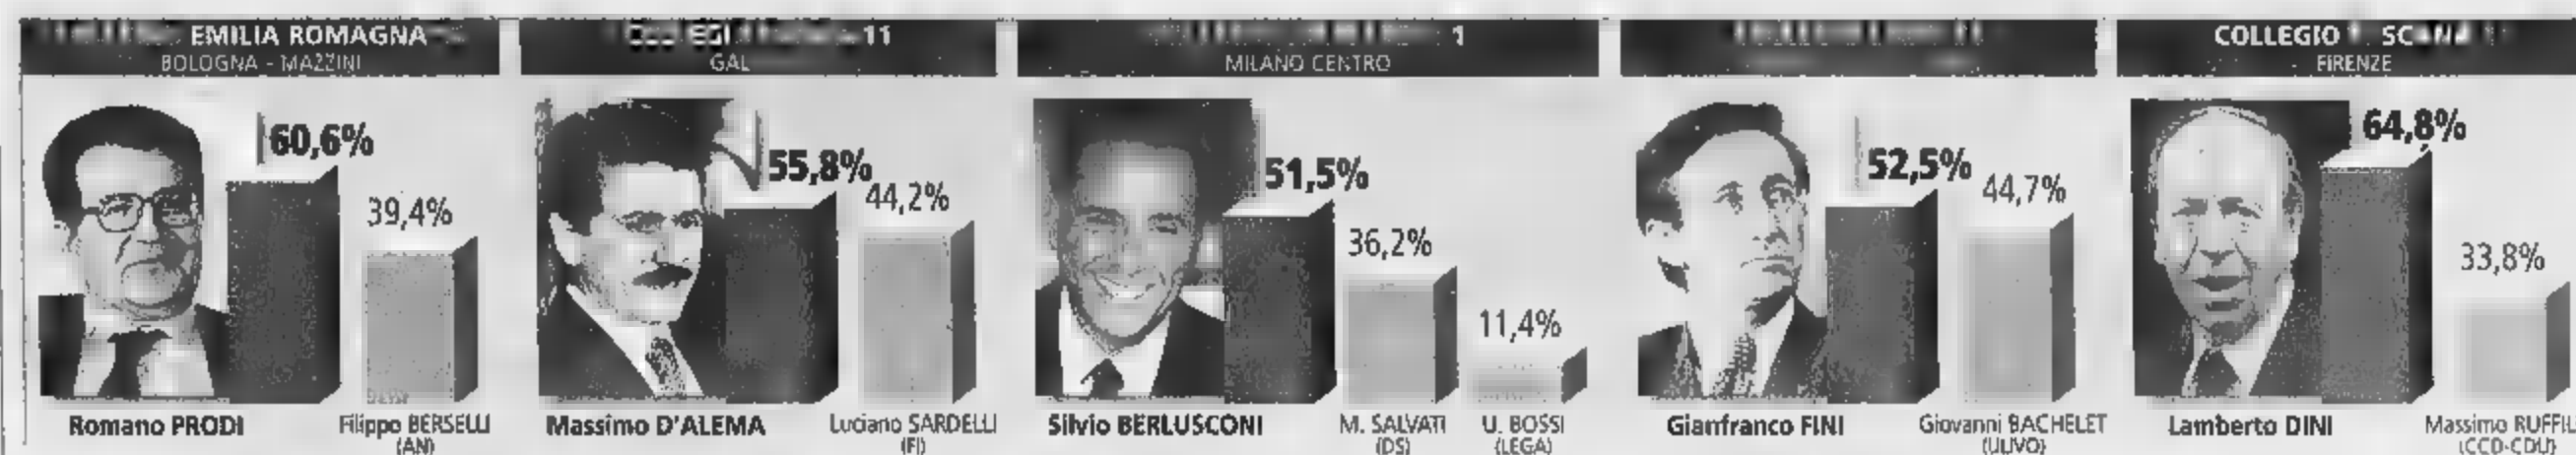 EMILIA ROMAGNA
BOLOGNA - MAZZINI
60,6%
39,4%
Romano PRODI
Filippo BERSELLI
(AN)
11
GAL
55,8%
44,2%
Massimo D'ALEMA
Luciano SARDELLI
(FI)
1
MILANO CENTRO
51,5%
36,2%
11,4%
Silvio BERLUSCONI
M. SALVATI
(DS)
U. BOSSI
(LEGA)
52,5%
44,7%
Gianfranco FINI
Giovanni BACHELET
(ULIVO)
COLLEGIO
FIRENZE
64,8%
33,8%
Lamberto DINI
Massimo RUFFIL
(CCD-CDU)